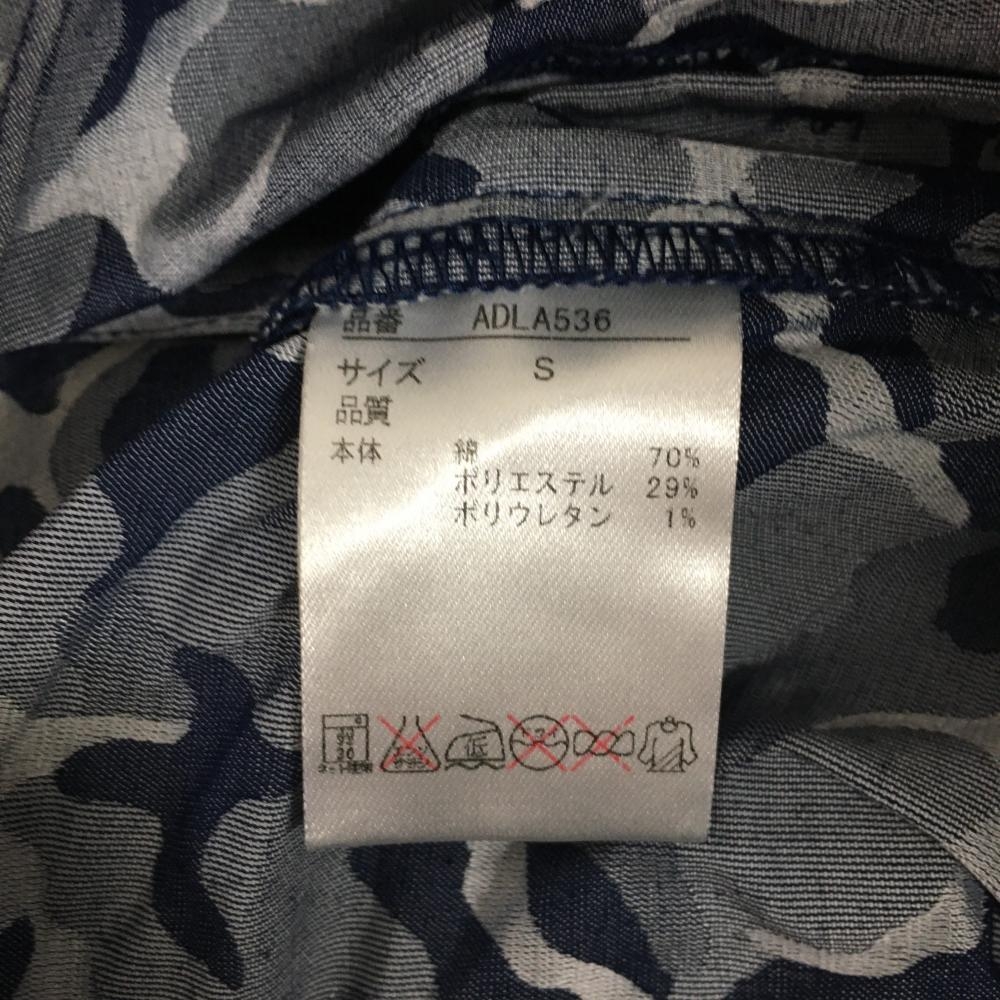 品番 ADLA536
サイズ S
品質
本体 綿 70%
ポリエステル 29%
ポリウレタン 1%
低